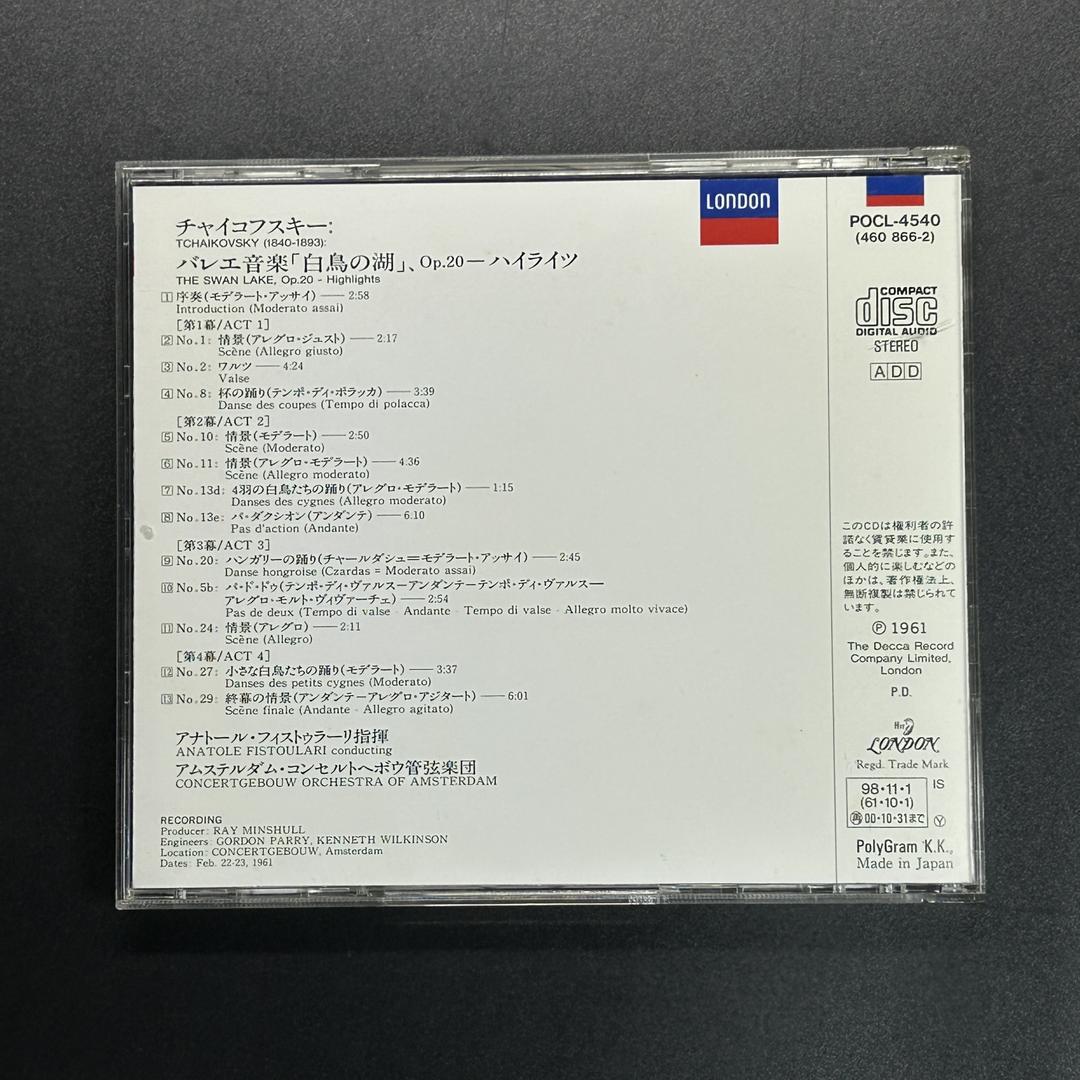 チャイコフスキー:
TCHAIKOVSKY (1840-1893):
バレエ音楽「白鳥の湖」、Op.20－ハイライツ
THE SWAN LAKE, Op.20 - Highlights
1 序奏(モデラート・アッサイ) ── 2:58
Introduction (Moderato assai)
[第1幕/ACT 1]
2 No.1: 情景(アレグロ・ジュスト) ── 2:17
Scène (Allegro giusto)
3 No.2: ワルツ ── 4:24
Valse
4 No.8: 杯の踊り(テンポ・ディ・ポラッカ) ── 3:39
Danse des coupes (Tempo di polacca)
[第2幕/ACT 2]
5 No.10: 情景(モデラート) ── 2:50
Scène (Moderato)
6 No.11: 情景(アレグロ・モデラート) ── 4:36
Scène (Allegro moderato)
7 No.13d: 4羽の白鳥たちの踊り(アレグロ・モデラート) ── 1:15
Danses des cygnes (Allegro moderato)
8 No.13e: パ・ダクシオン(アンダンテ) ── 6:10
Pas d'action (Andante)
[第3幕/ACT 3]
9 No.20: ハンガリーの踊り(チャールダシュ＝モデラート・アッサイ) ── 2:45
Danse hongroise (Czardas = Moderato assai)
10 No.5b: パ・ド・ドゥ(テンポ・ディ・ヴァルス－アンダンテ－テンポ・ディ・ヴァルス－
アレグロ・モルト・ヴィヴァーチェ) ── 2:54
Pas de deux (Tempo di valse - Andante - Tempo di valse - Allegro molto vivace)
11 No.24: 情景(アレグロ) ── 2:11
Scène (Allegro)
[第4幕/ACT 4]
12 No.27: 小さな白鳥たちの踊り(モデラート) ── 3:37
Danses des petits cygnes (Moderato)
13 No.29: 終幕の情景(アンダンテ－アレグロ・アジタート) ── 6:01
Scène finale (Andante - Allegro agitato)
アナトール・フィストゥラーリ指揮
ANATOLE FISTOULARI conducting
アムステルダム・コンセルトヘボウ管弦楽団
CONCERTGEBOUW ORCHESTRA OF AMSTERDAM
RECORDING
Producer: RAY MINSHULL
Engineers: GORDON PARRY, KENNETH WILKINSON
Location: CONCERTGEBOUW, Amsterdam
Dates: Feb. 22-23, 1961
LONDON
POCL-4540
(460 866-2)
COMPACT
disc
DIGITAL AUDIO
STEREO
ADD
このCDは権利者の許
諾なく賃貸業に使用す
ることを禁じます。また、
個人的に楽しむなどの
ほかは、著作権法上、
無断複製は禁じられて
います。
Ⓟ 1961
The Decca Record
Company Limited,
London
P.D.
LONDON
Regd. Trade Mark
98・11・1
(61・10・1)
再00・10・31まで
IS
Ⓨ
PolyGram K.K.
Made in Japan